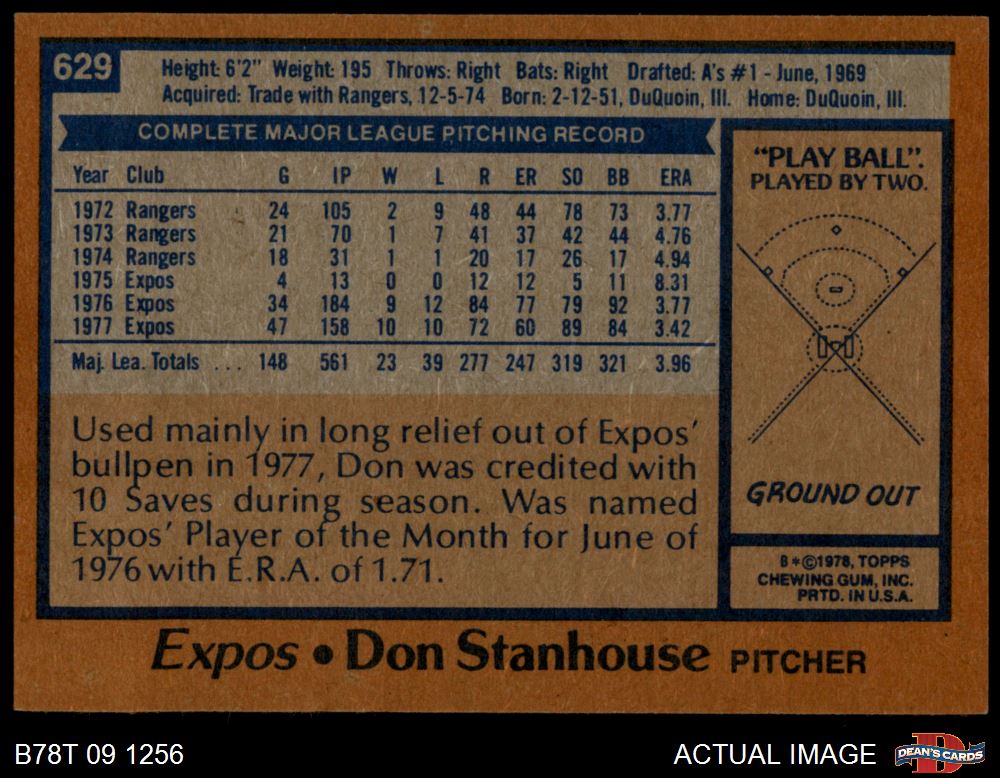 629
Height: 6'2" Weight: 195 Throws: Right Bats: Right Drafted: A's #1 - June, 1969
Acquired: Trade with Rangers, 12-5-74 Born: 2-12-51, DuQuoin, Ill. Home: DuQuoin, Ill.
COMPLETE MAJOR LEAGUE PITCHING RECORD
Year Club G IP W L R ER SO BB ERA
1972 Rangers 24 105 2 9 48 44 78 73 3.77
1973 Rangers 21 70 1 7 41 37 42 44 4.76
1974 Rangers 18 31 1 1 20 17 26 17 4.94
1975 Expos 4 13 0 0 12 12 5 11 8.31
1976 Expos 34 184 9 12 84 77 79 92 3.77
1977 Expos 47 158 10 10 72 60 89 84 3.42
Maj. Lea. Totals ... 148 561 23 39 277 247 319 321 3.96
Used mainly in long relief out of Expos'
bullpen in 1977, Don was credited with
10 Saves during season. Was named
Expos' Player of the Month for June of
1976 with E.R.A. of 1.71.
"PLAY BALL".
PLAYED BY TWO.
GROUND OUT
B*©1978, TOPPS
CHEWING GUM, INC.
PRTD. IN U.S.A.
Expos • Don Stanhouse PITCHER
B78T 09 1256
ACTUAL IMAGE
DEAN'S CARDS